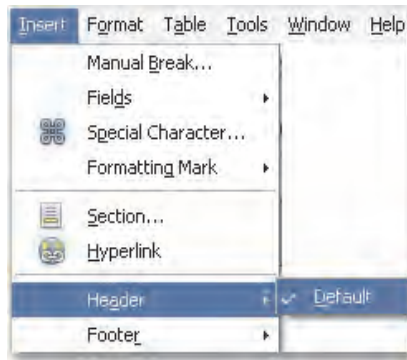 Insert Format Table Tools Window Help
Manual Break...
Fields
Special Character...
Formatting Mark
Section...
Hyperlink
Header Default
Footer